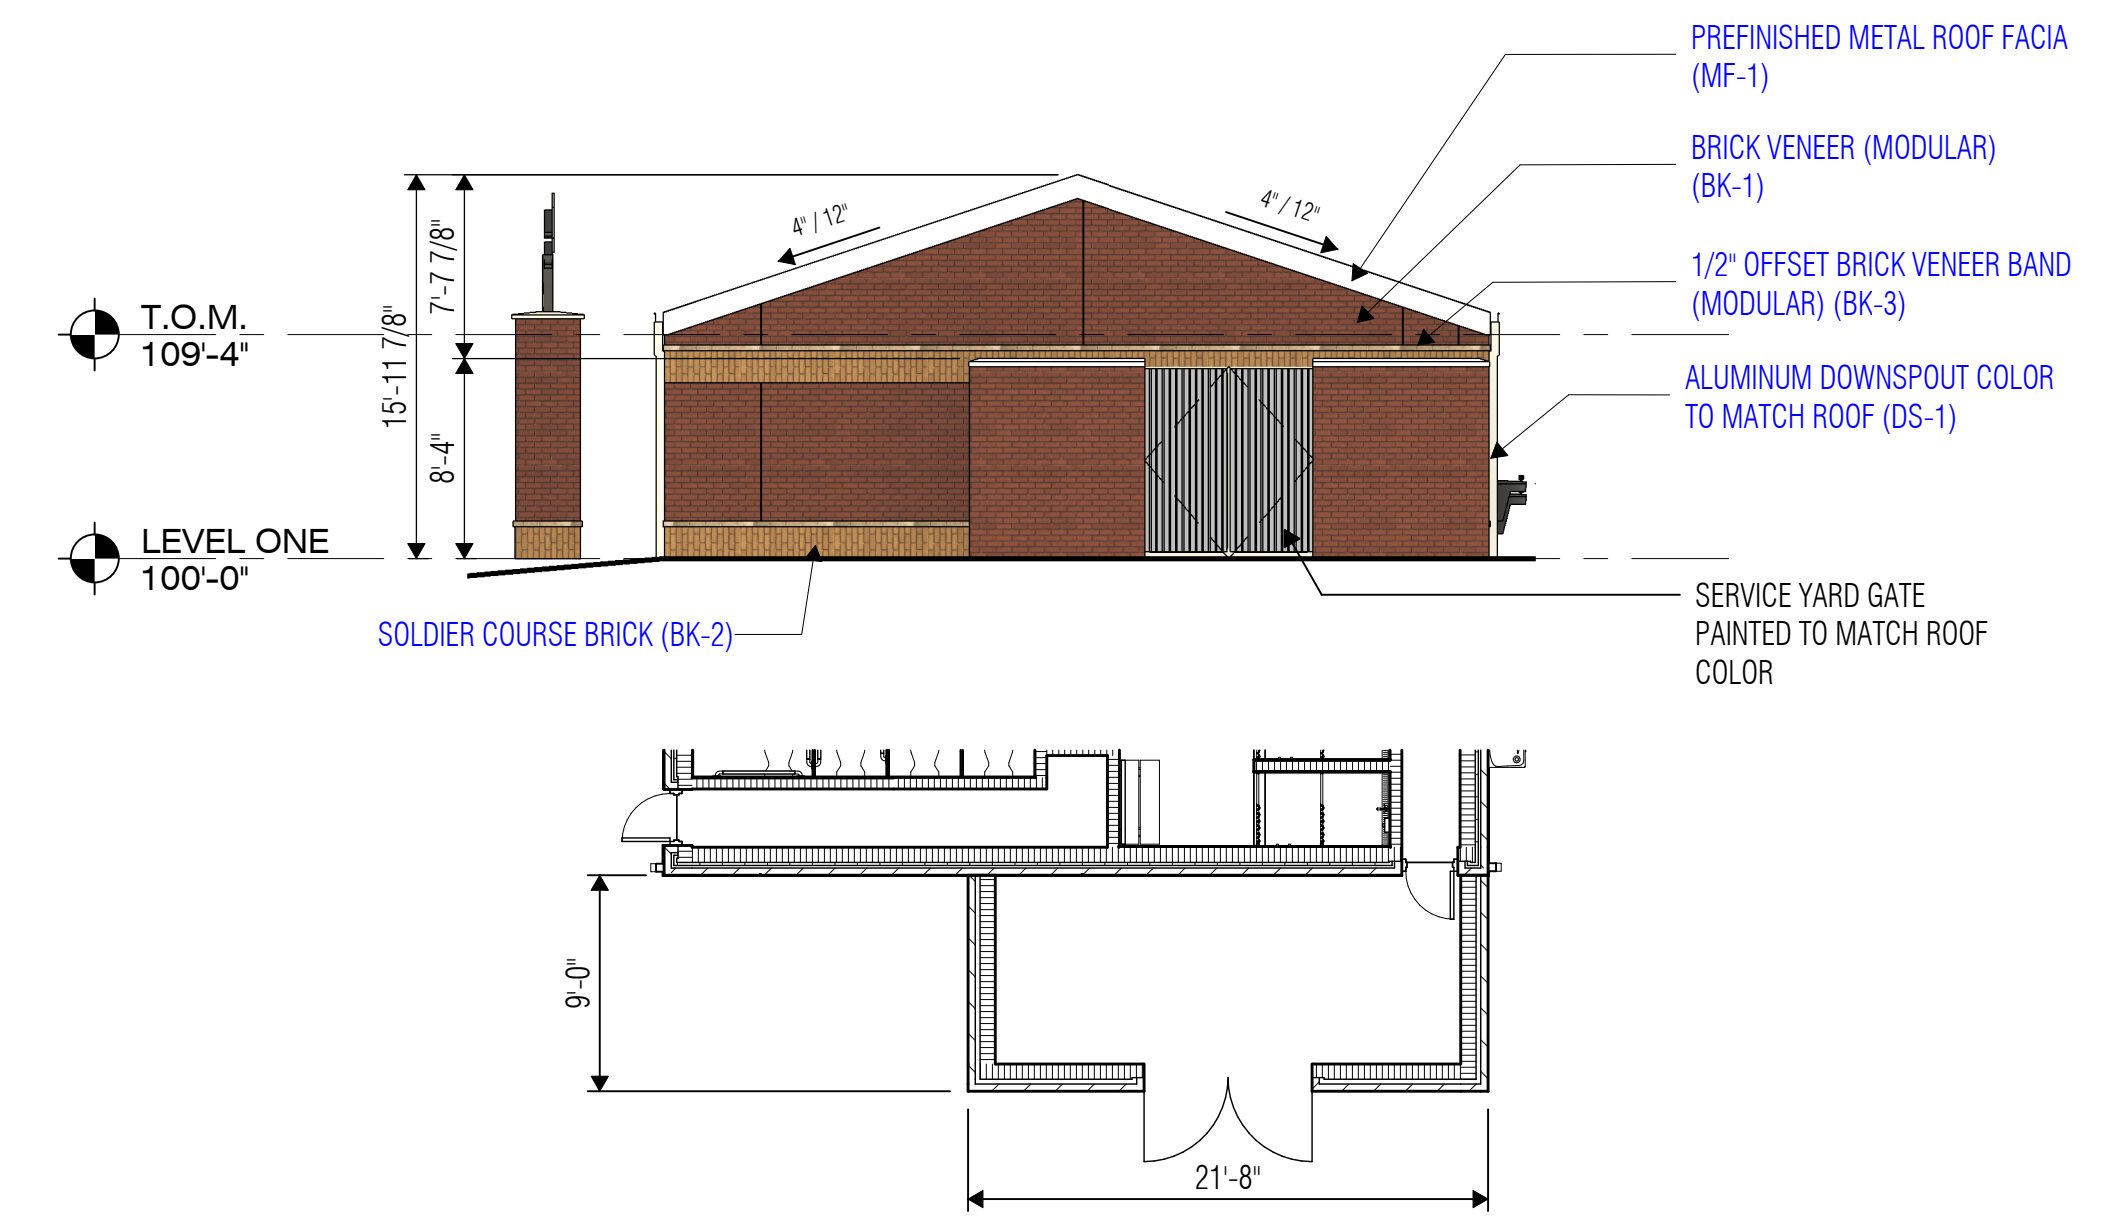 PREFINISHED METAL ROOF FACIA
(MF-1)
BRICK VENEER (MODULAR)
(BK-1)
4" / 12"
4" / 12"
7'-7 7/8"
1/2" OFFSET BRICK VENEER BAND
(MODULAR) (BK-3)
T.O.M.
109'-4"
15'-11 7/8"
ALUMINUM DOWNSPOUT COLOR
TO MATCH ROOF (DS-1)
8'-4"
LEVEL ONE
100'-0"
SERVICE YARD GATE
PAINTED TO MATCH ROOF
COLOR
SOLDIER COURSE BRICK (BK-2)
9'-0"
21'-8"